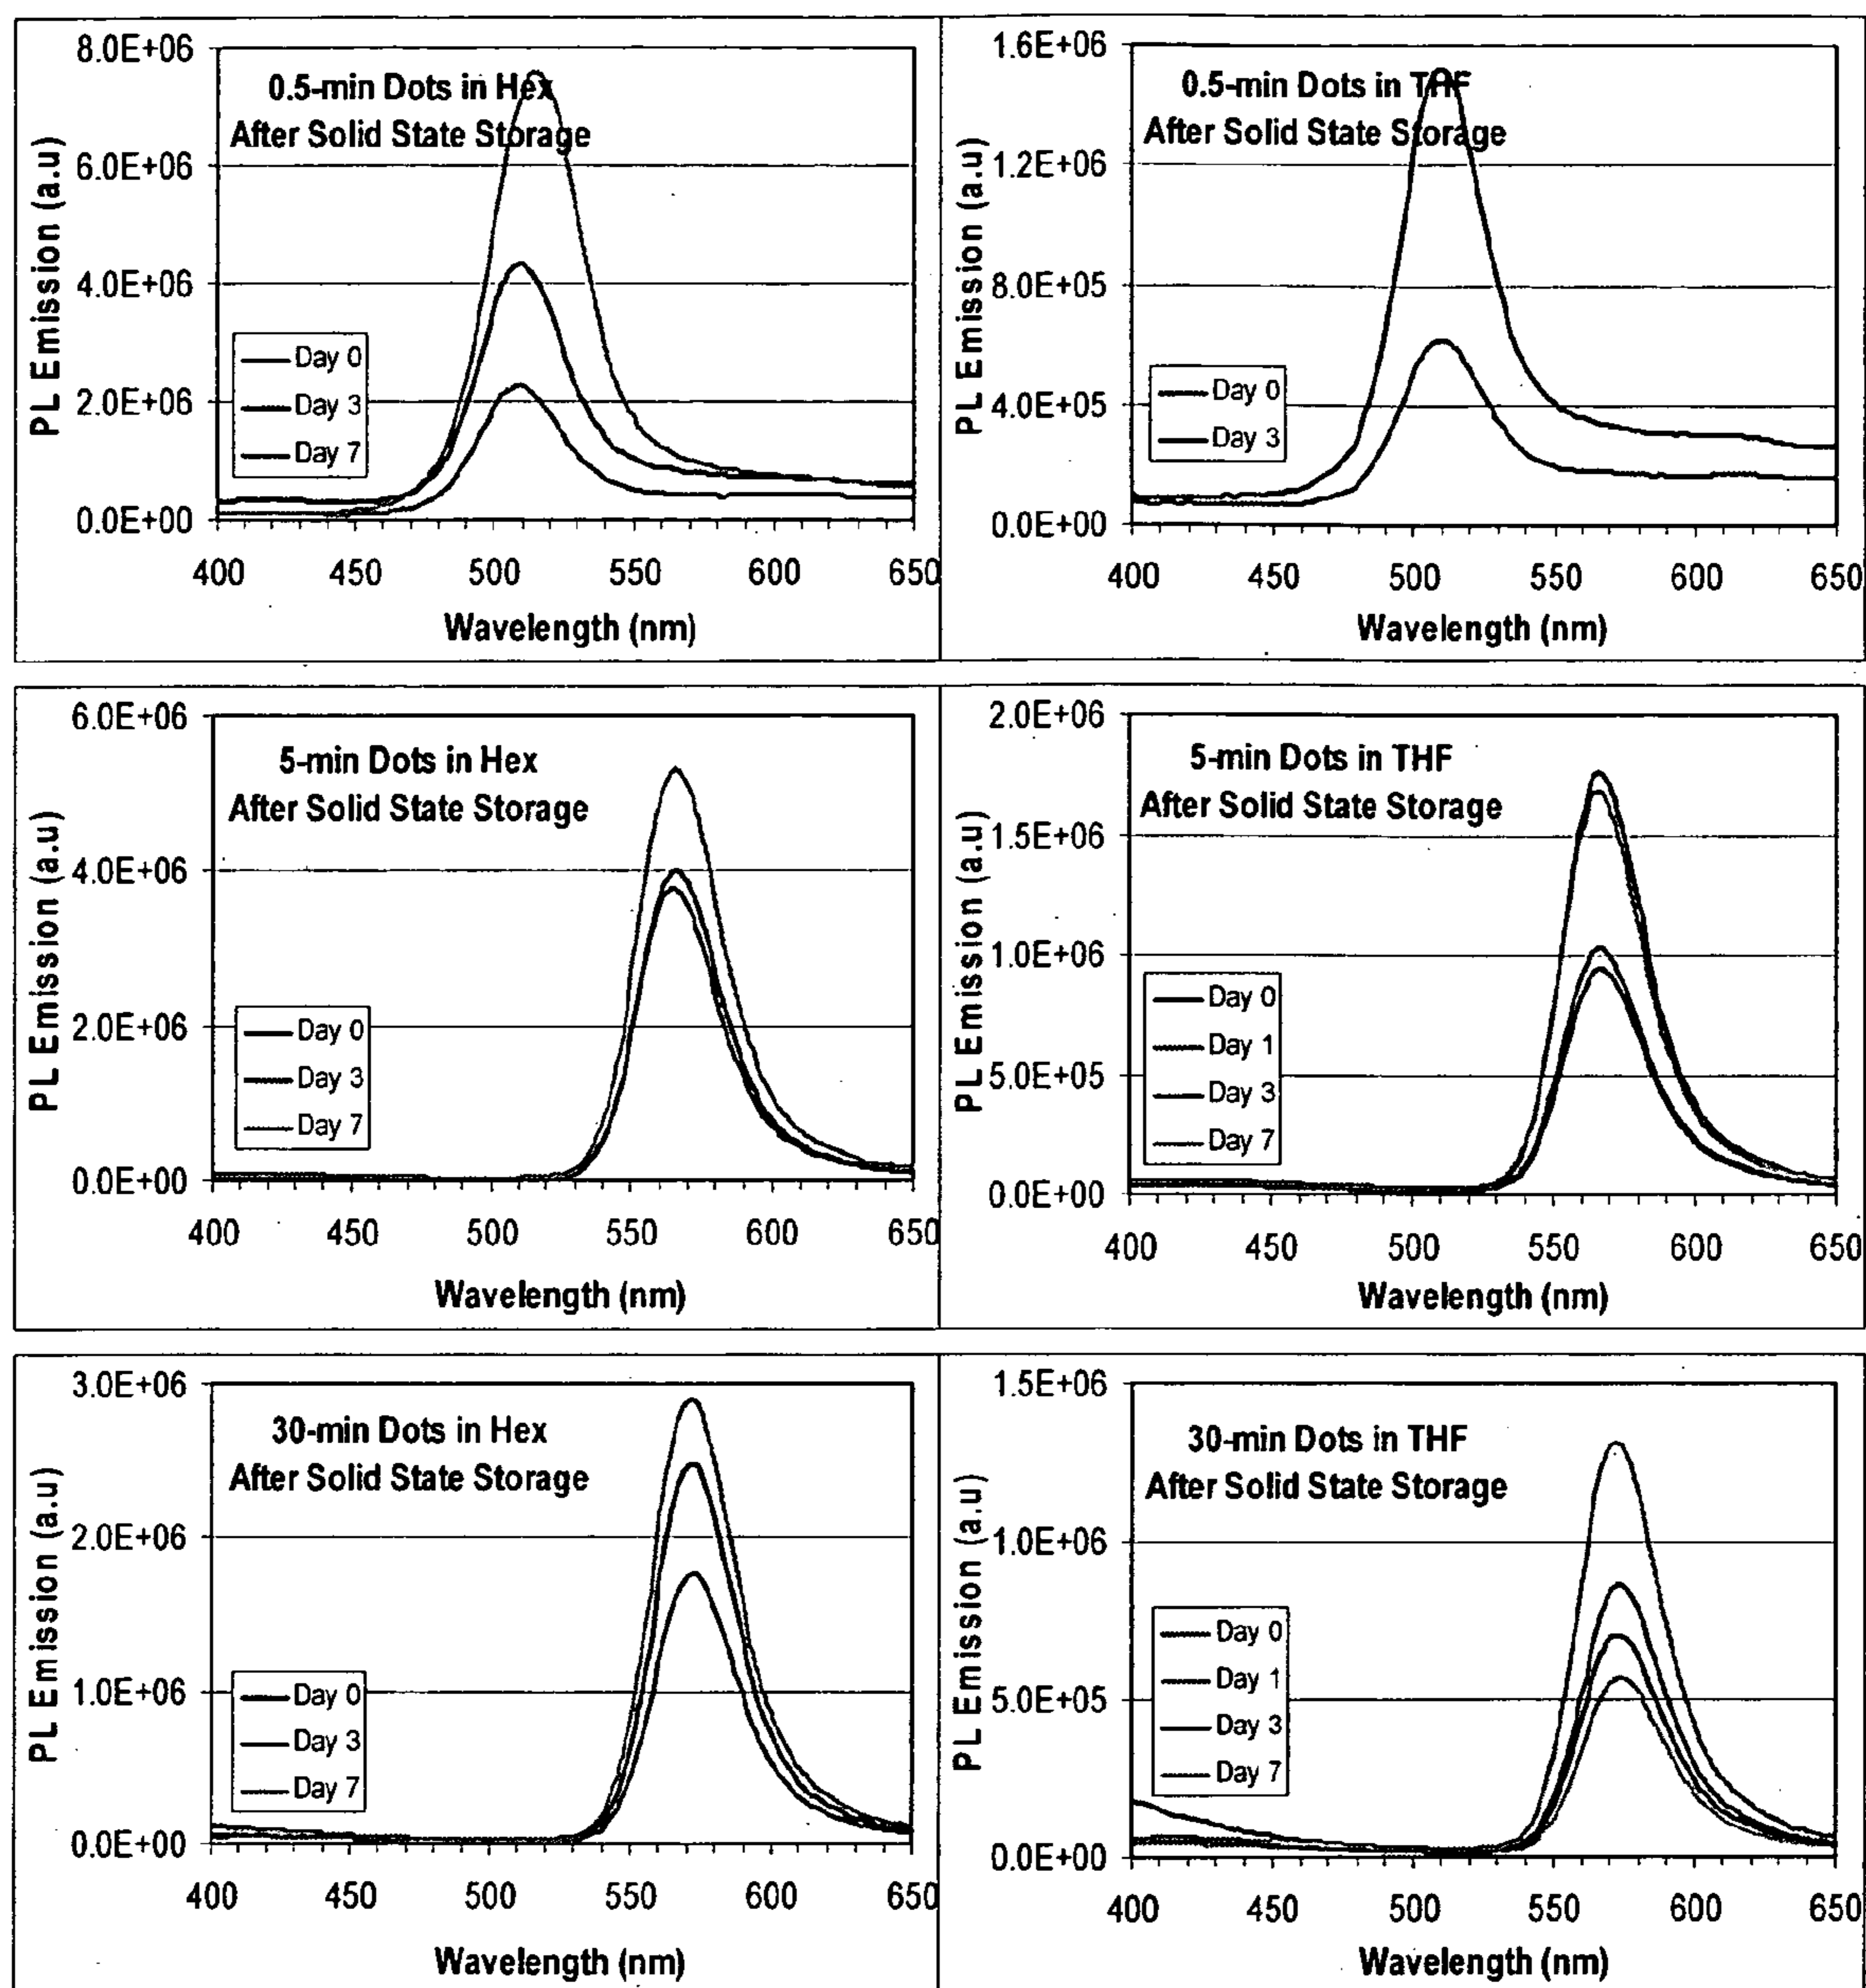 8.0E+06
6.0E+06
4.0E+06
2.0E+06
0.0E+00
PL Emission (a.u)
0.5-min Dots in Hex
After Solid State Storage
Day 0
Day 3
Day 7
400 450 500 550 600 650
Wavelength (nm)
1.6E+06
1.2E+06
8.0E+05
4.0E+05
0.0E+00
PL Emission (a.u)
0.5-min Dots in THF
After Solid State Storage
Day 0
Day 3
400 450 500 550 600 650
Wavelength (nm)
6.0E+06
4.0E+06
2.0E+06
0.0E+00
PL Emission (a.u)
5-min Dots in Hex
After Solid State Storage
Day 0
Day 3
Day 7
400 450 500 550 600 650
Wavelength (nm)
2.0E+06
1.5E+06
1.0E+06
5.0E+05
0.0E+00
PL Emission (a.u)
5-min Dots in THF
After Solid State Storage
Day 0
Day 1
Day 3
Day 7
400 450 500 550 600 650
Wavelength (nm)
3.0E+06
2.0E+06
1.0E+06
0.0E+00
PL Emission (a.u)
30-min Dots in Hex
After Solid State Storage
Day 0
Day 3
Day 7
400 450 500 550 600 650
Wavelength (nm)
1.5E+06
1.0E+06
5.0E+05
0.0E+00
PL Emission (a.u)
30-min Dots in THF
After Solid State Storage
Day 0
Day 1
Day 3
Day 7
400 450 500 550 600 650
Wavelength (nm)